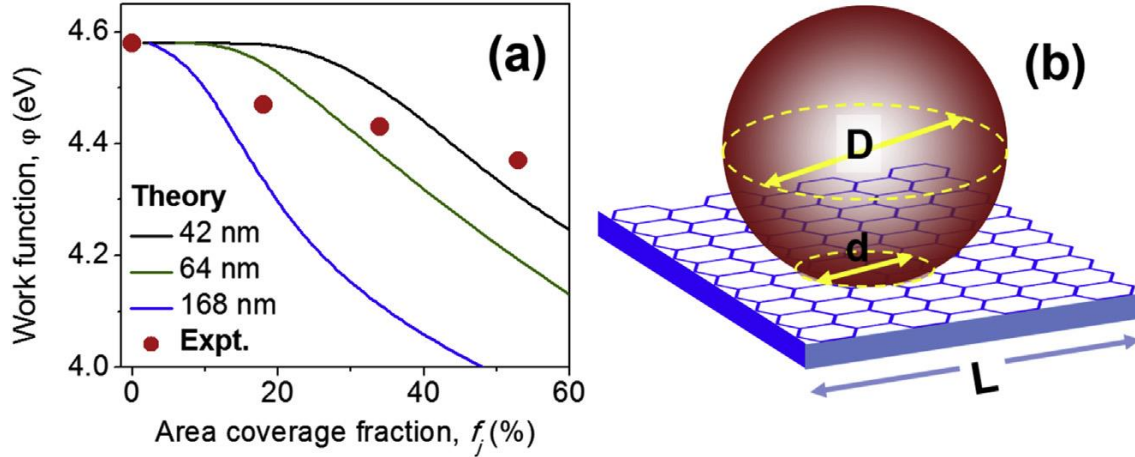 (a)
Work function, φ (eV)
4.6
4.4
4.2
4.0
Theory
42 nm
64 nm
168 nm
Expt.
0 20 40 60
Area coverage fraction, fj (%)
(b)
D
d
L